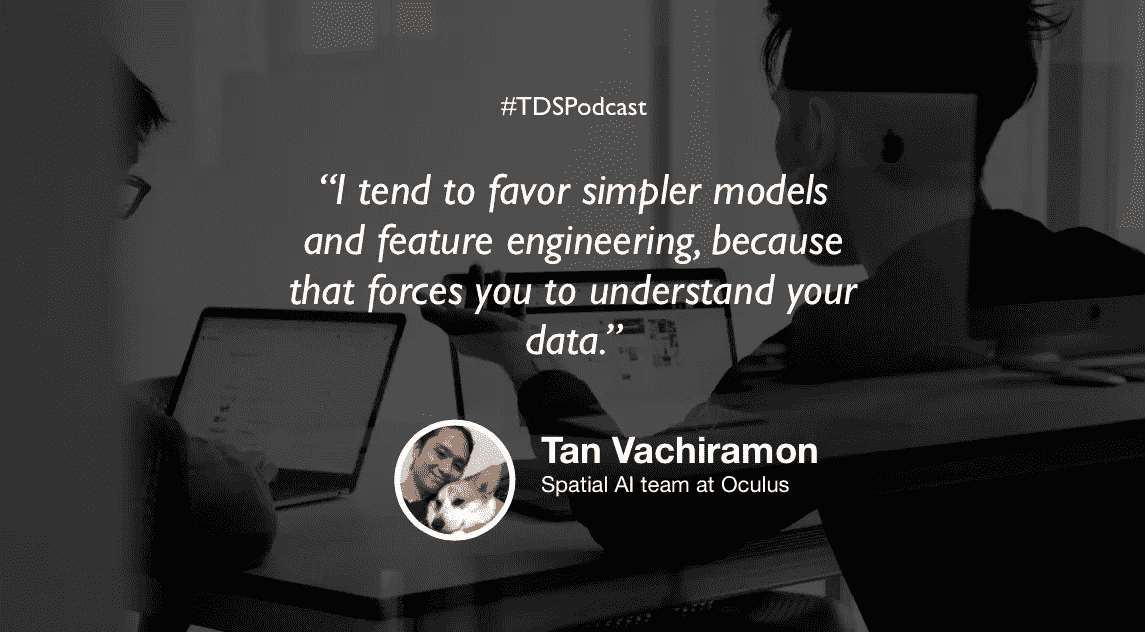 #TDSPodcast
“I tend to favor simpler models
and feature engineering, because
that forces you to understand your
data.”
Tan Vachiramon
Spatial AI team at Oculus